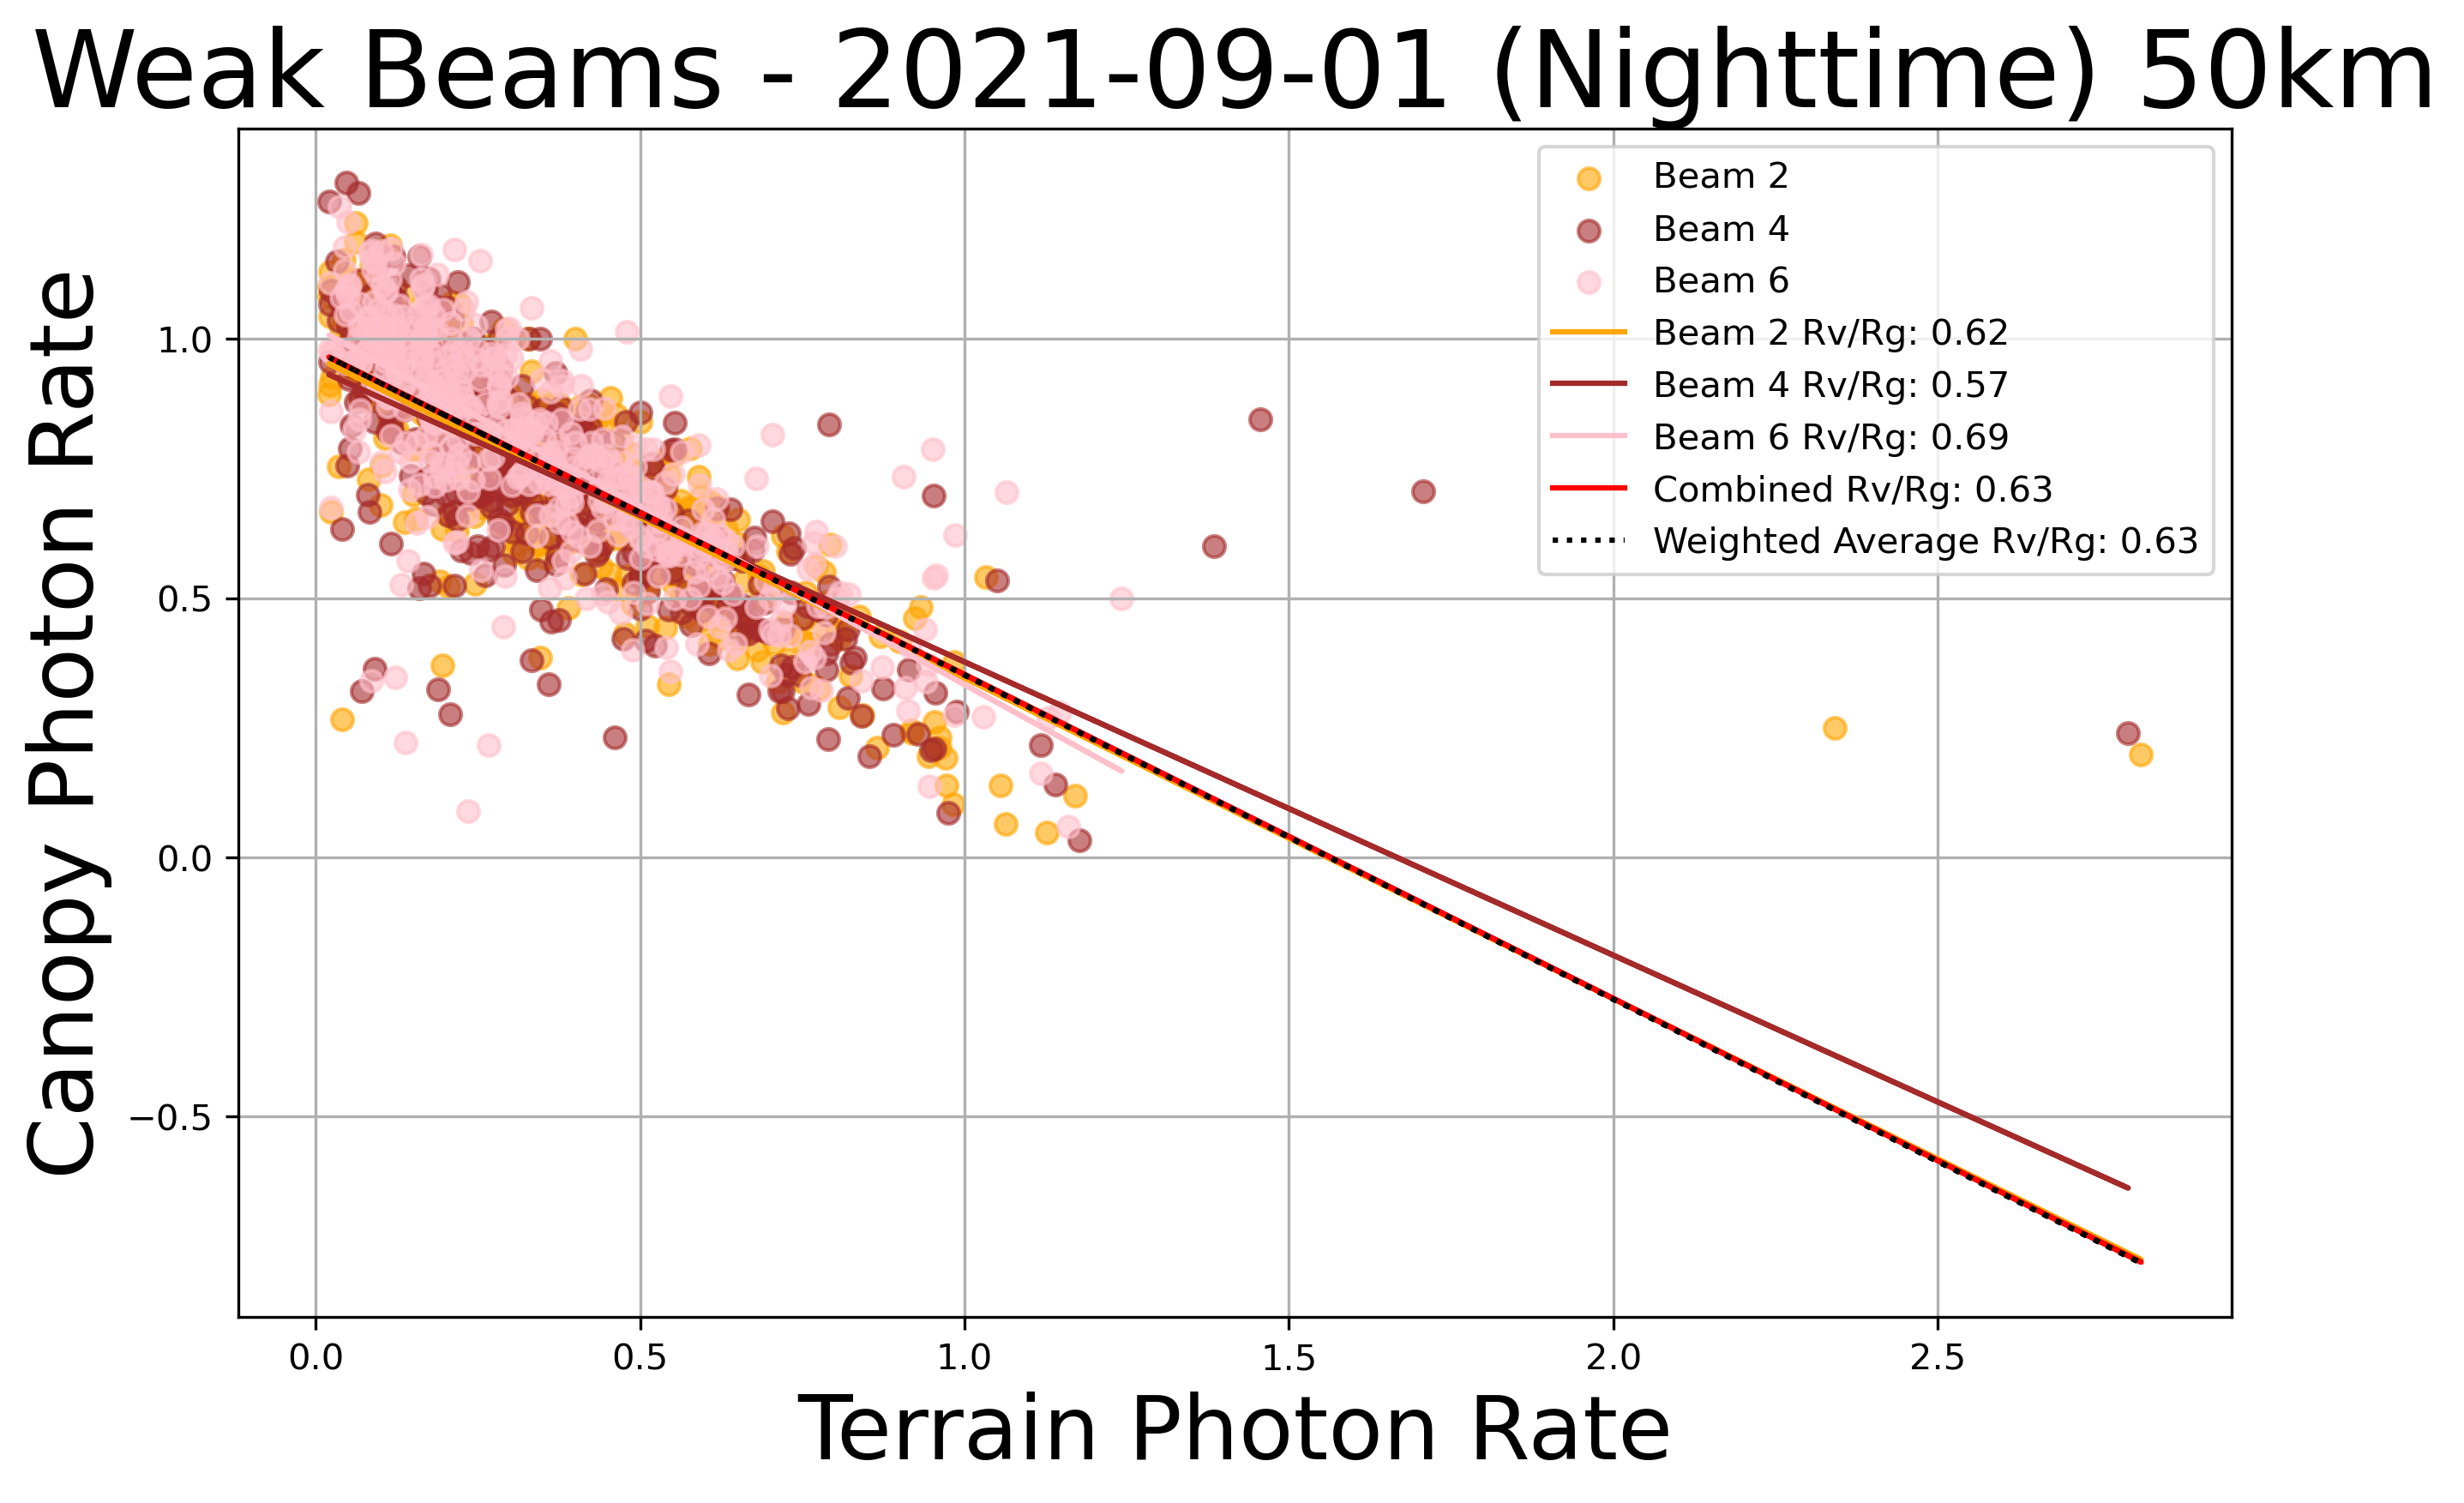 Weak Beams - 2021-09-01 (Nighttime) 50km
Canopy Photon Rate
1.0
0.5
0.0
−0.5
Beam 2
Beam 4
Beam 6
Beam 2 Rv/Rg: 0.62
Beam 4 Rv/Rg: 0.57
Beam 6 Rv/Rg: 0.69
Combined Rv/Rg: 0.63
Weighted Average Rv/Rg: 0.63
0.0 0.5 1.0 1.5 2.0 2.5
Terrain Photon Rate